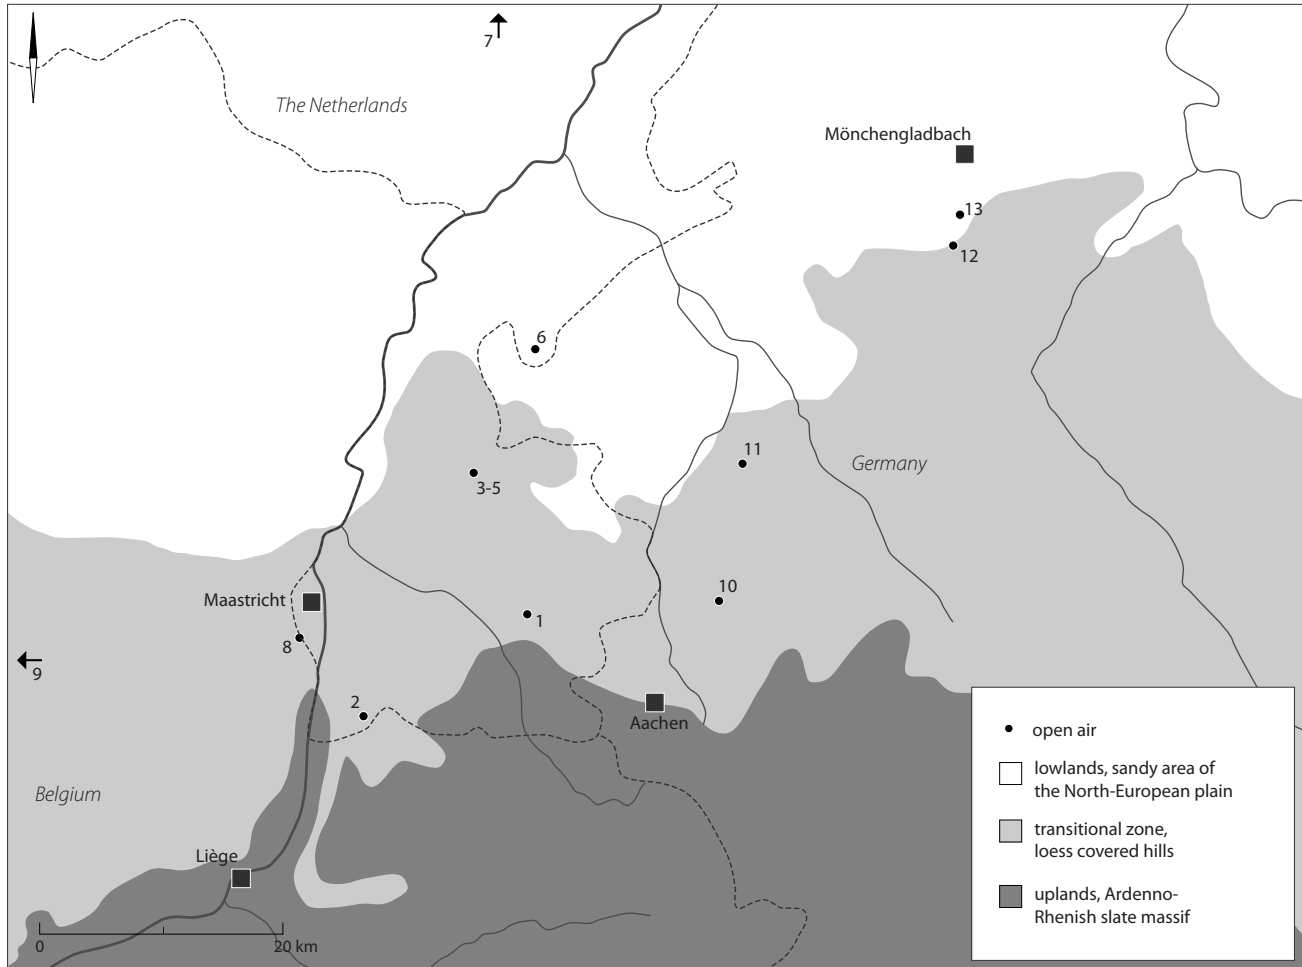 7
The Netherlands
Mönchengladbach
13
12
6
11
Germany
3-5
Maastricht
10
1
8
9
2
Aachen
Belgium
Liège
0
20 km
open air
lowlands, sandy area of
the North-European plain
transitional zone,
loess covered hills
uplands, Ardenno-
Rhenish slate massif